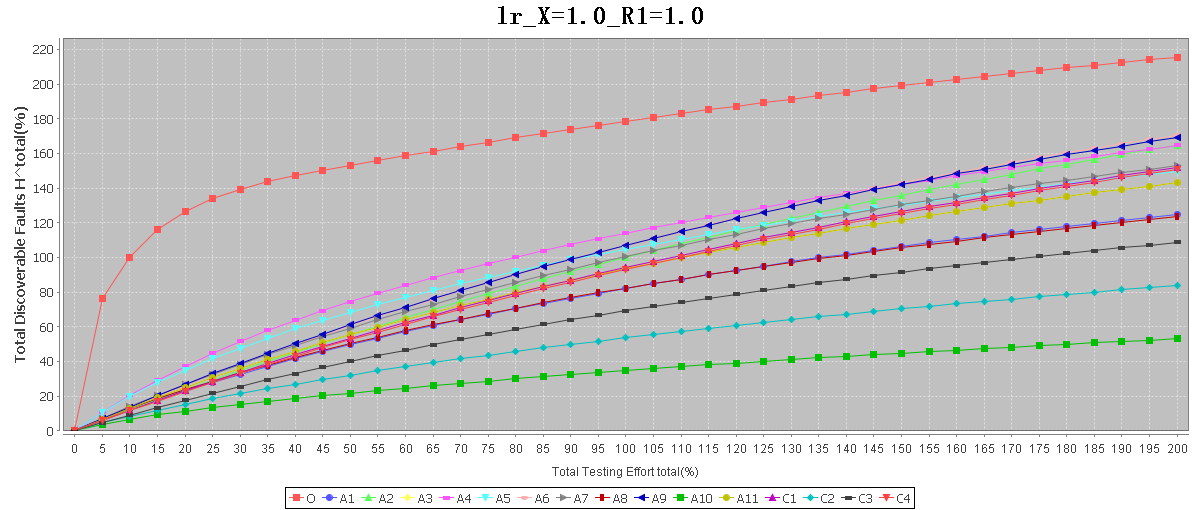 lr_X=1.0_R1=1.0
Total Discoverable Faults H^total(%)
220
200
180
160
140
120
100
80
60
40
20
0
0 5 10 15 20 25 30 35 40 45 50 55 60 65 70 75 80 85 90 95 100 105 110 115 120 125 130 135 140 145 150 155 160 165 170 175 180 185 190 195 200
Total Testing Effort total(%)
O A1 A2 A3 A4 A5 A6 A7 A8 A9 A10 A11 C1 C2 C3 C4